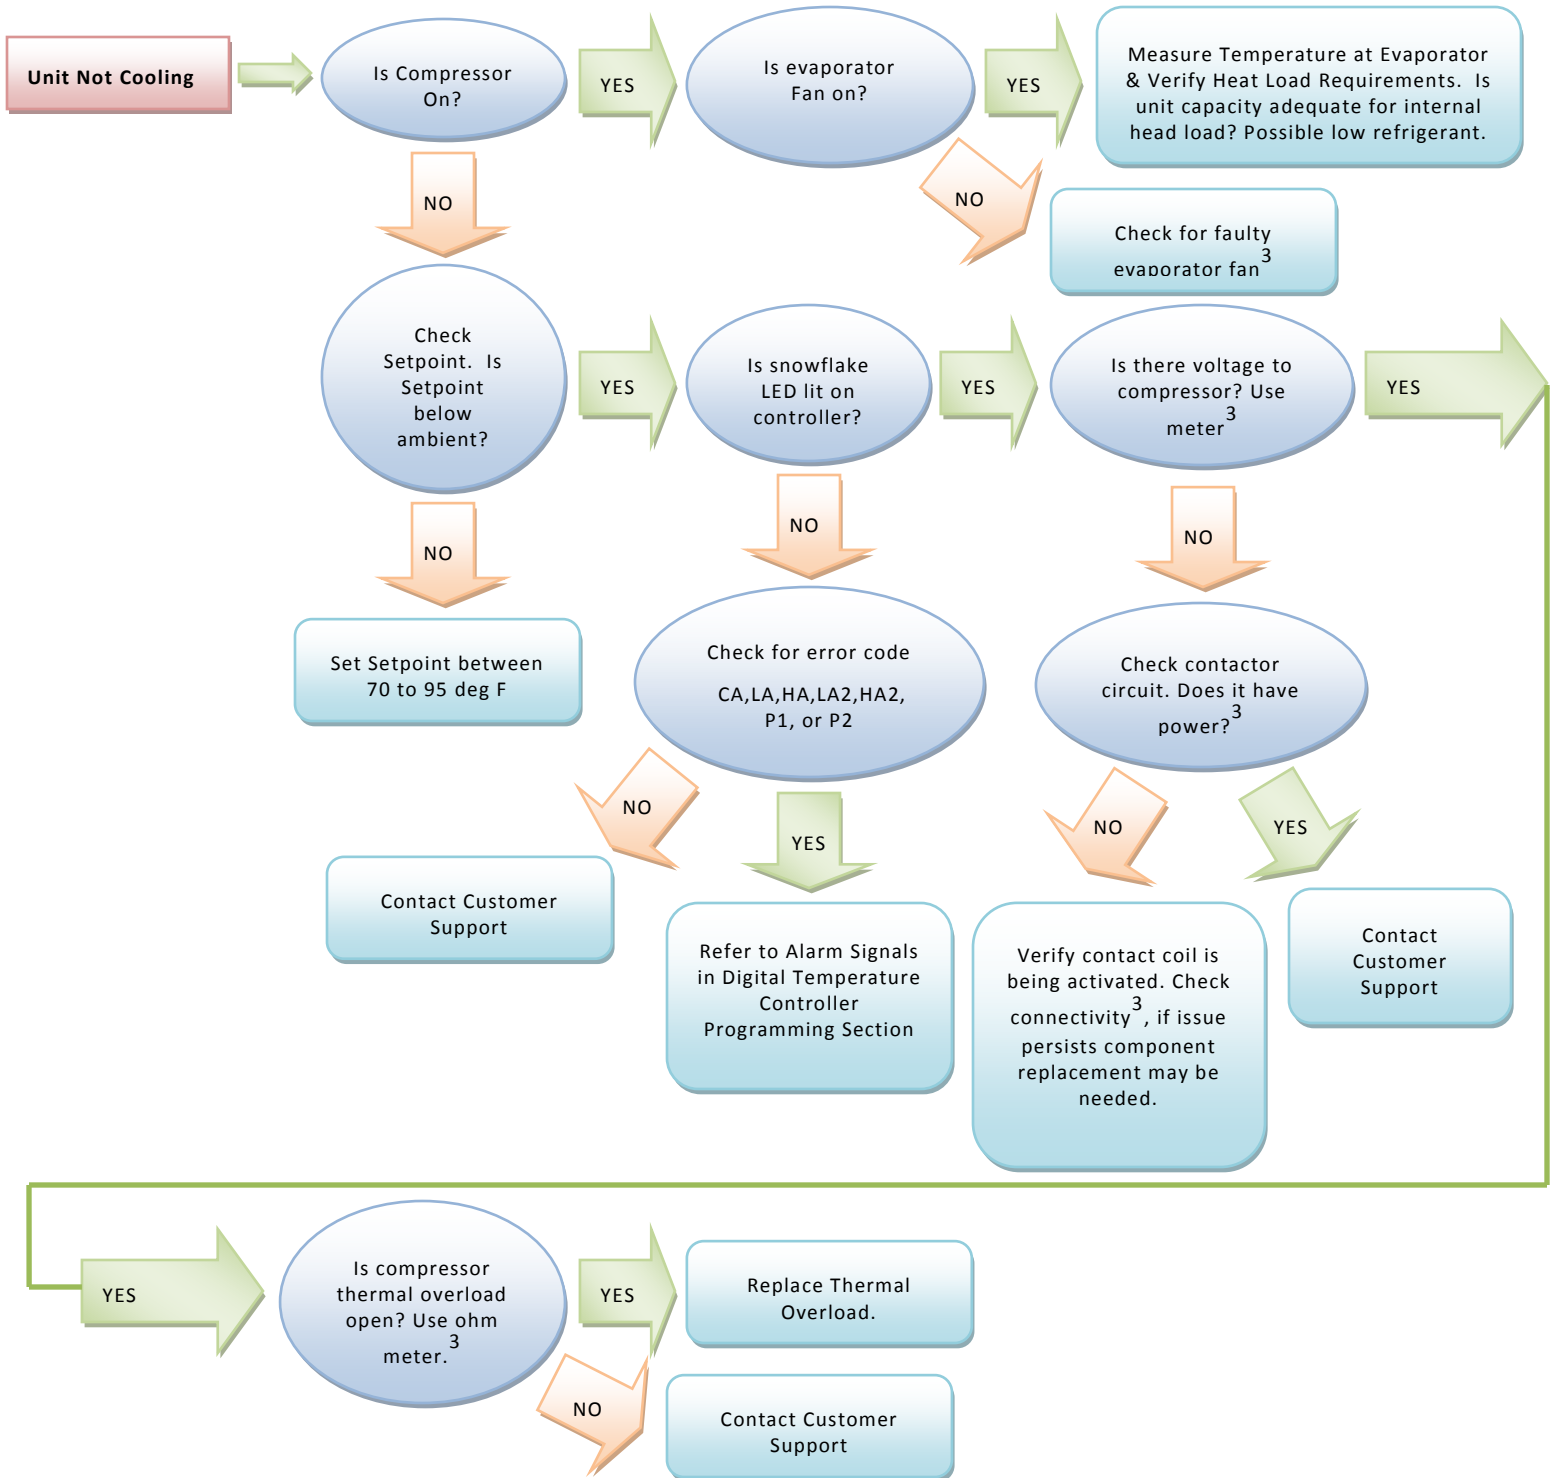 Unit Not Cooling
Is Compressor
On?
YES
Is evaporator
Fan on?
YES
Measure Temperature at Evaporator
& Verify Heat Load Requirements. Is
unit capacity adequate for internal
head load? Possible low refrigerant.
NO
NO
Check for faulty
evaporator fan3
Check
Setpoint. Is
Setpoint
below
ambient?
YES
Is snowflake
LED lit on
controller?
YES
Is there voltage to
compressor? Use
meter3
YES
NO
NO
NO
Set Setpoint between
70 to 95 deg F
Check for error code
CA,LA,HA,LA2,HA2,
P1, or P2
Check contactor
circuit. Does it have
power?3
NO
YES
NO
YES
Contact Customer
Support
Refer to Alarm Signals
in Digital Temperature
Controller
Programming Section
Verify contact coil is
being activated. Check
connectivity3, if issue
persists component
replacement may be
needed.
Contact
Customer
Support
YES
Is compressor
thermal overload
open? Use ohm
meter.3
YES
Replace Thermal
Overload.
NO
Contact Customer
Support